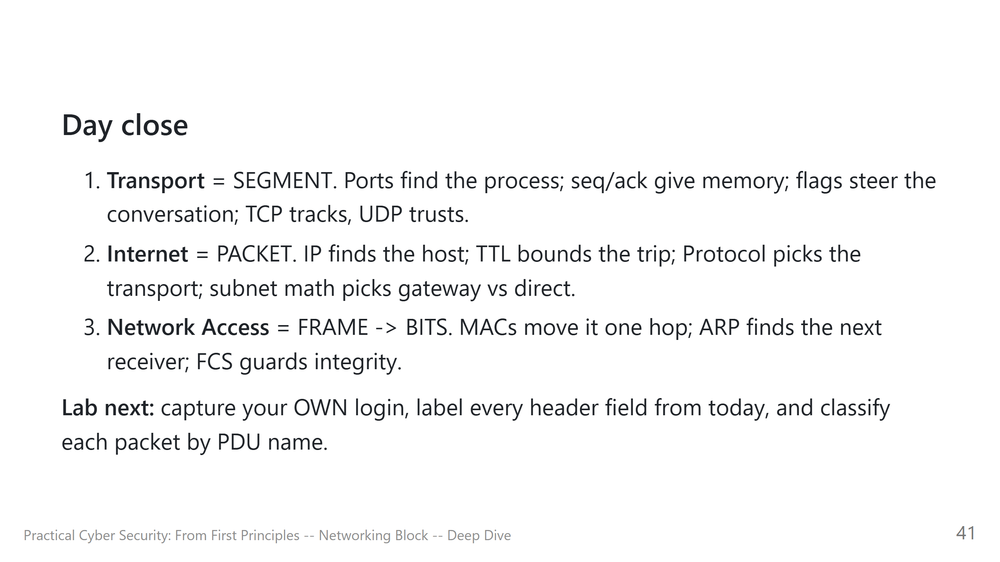 Day close
1. Transport = SEGMENT. Ports find the process; seq/ack give memory; flags steer the
conversation; TCP tracks, UDP trusts.
2. Internet = PACKET. IP finds the host; TTL bounds the trip; Protocol picks the
transport; subnet math picks gateway vs direct.
3. Network Access = FRAME -> BITS. MACs move it one hop; ARP finds the next
receiver; FCS guards integrity.
Lab next: capture your OWN login, label every header field from today, and classify
each packet by PDU name.
Practical Cyber Security: From First Principles -- Networking Block -- Deep Dive
41